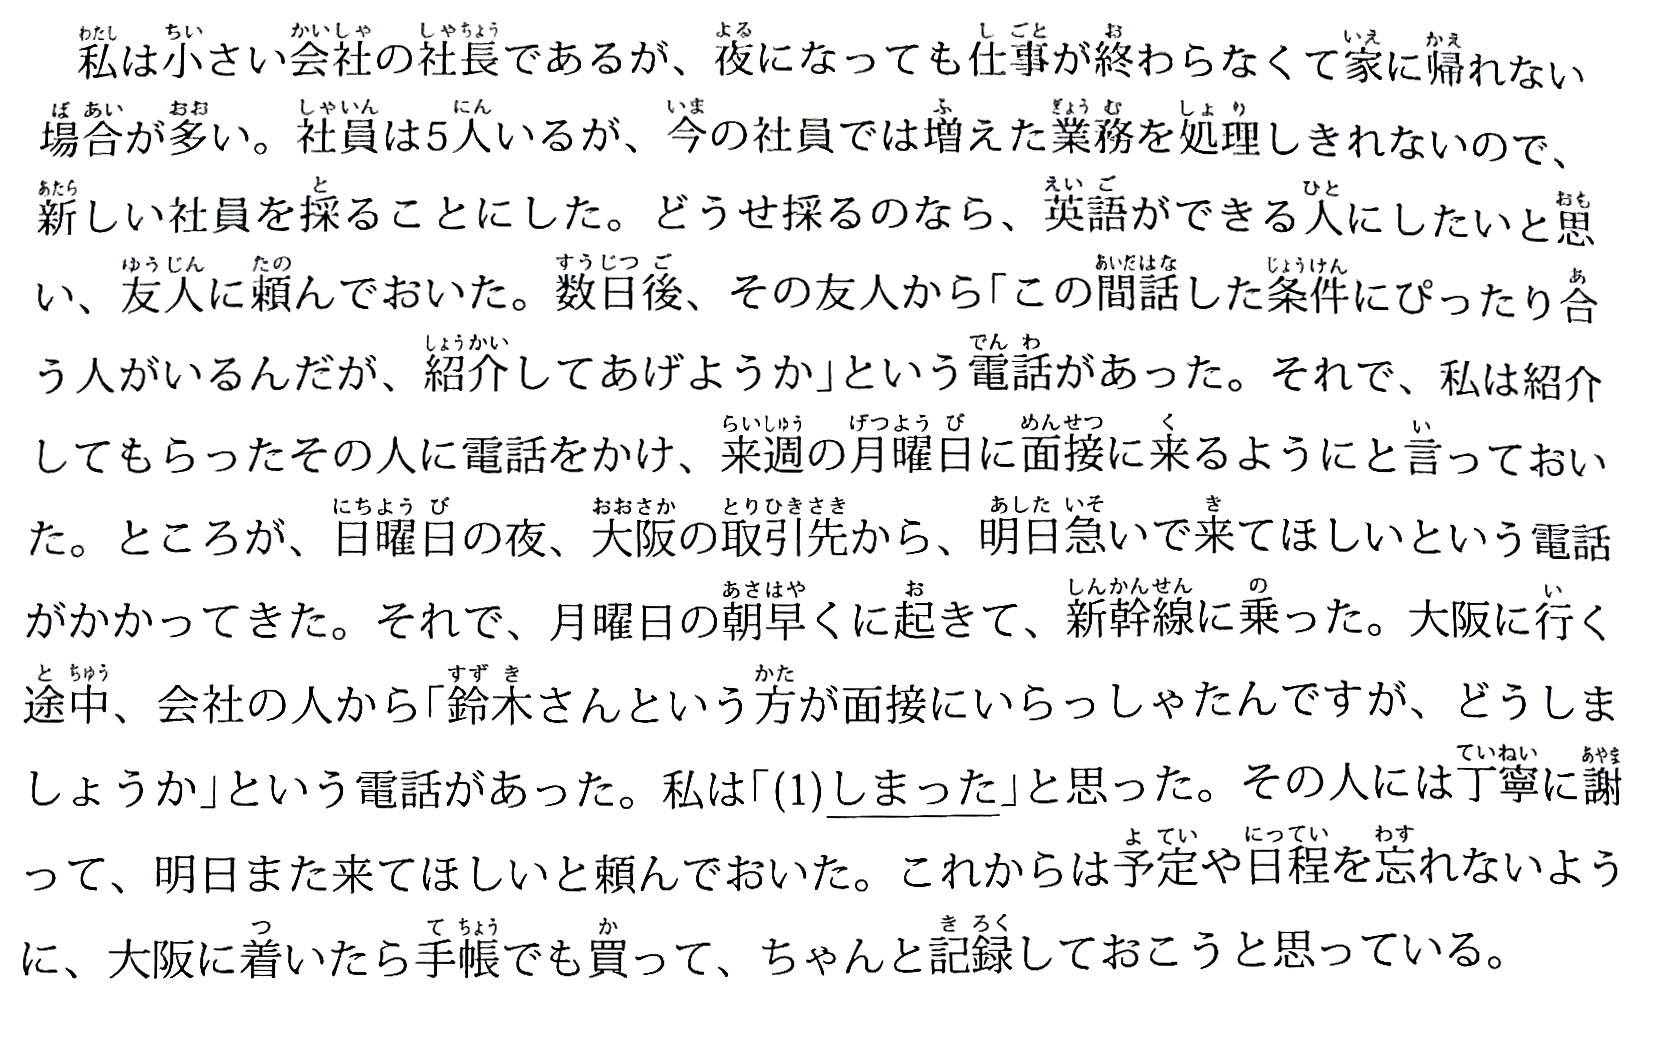 私は小さい会社の社長であるが、夜になっても仕事が終わらなくて家に帰れない
場合が多い。社員は5人いるが、今の社員では増えた業務を処理しきれないので、
新しい社員を採ることにした。どうせ採るのなら、英語ができる人にしたいと思
い、友人に頼んでおいた。数日後、その友人から「この間話した条件にぴったり合
う人がいるんだが、紹介してあげようか」という電話があった。それで、私は紹介
してもらったその人に電話をかけ、来週の月曜日に面接に来るようにと言っておい
た。ところが、日曜日の夜、大阪の取引先から、明日急いで来てほしいという電話
がかかってきた。それで、月曜日の朝早くに起きて、新幹線に乗った。大阪に行く
途中、会社の人から「鈴木さんという方が面接にいらっしゃたんですが、どうしま
しょうか」という電話があった。私は「(1)しまった」と思った。その人には丁寧に謝
って、明日また来てほしいと頼んでおいた。これからは予定や日程を忘れないよう
に、大阪に着いたら手帳でも買って、ちゃんと記録しておこうと思っている。